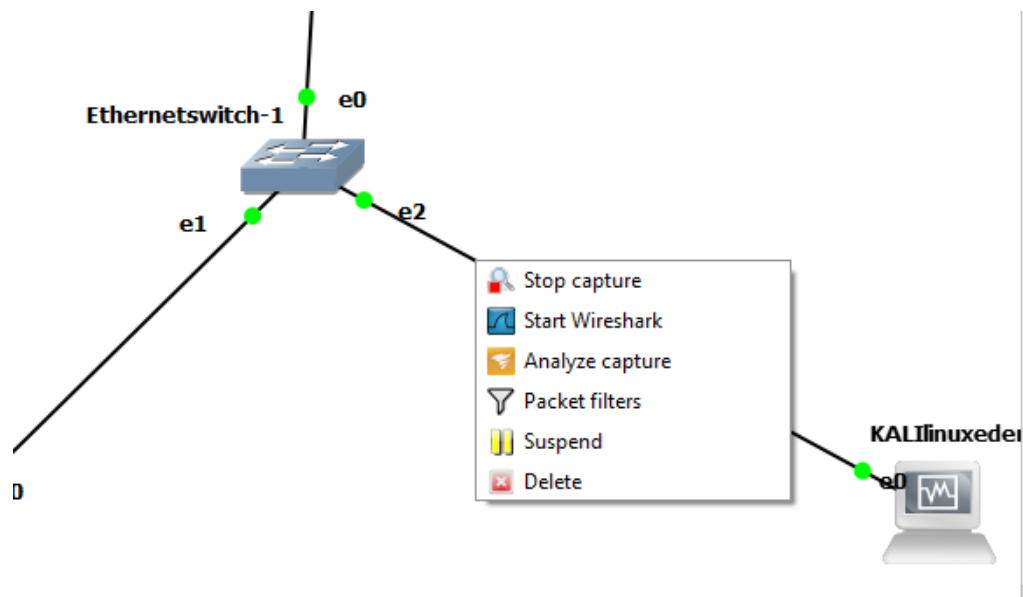 e0
Ethernetswitch-1
e1
e2
Stop capture
Start Wireshark
Analyze capture
Packet filters
Suspend
Delete
KALIlinuxeder
e0
0